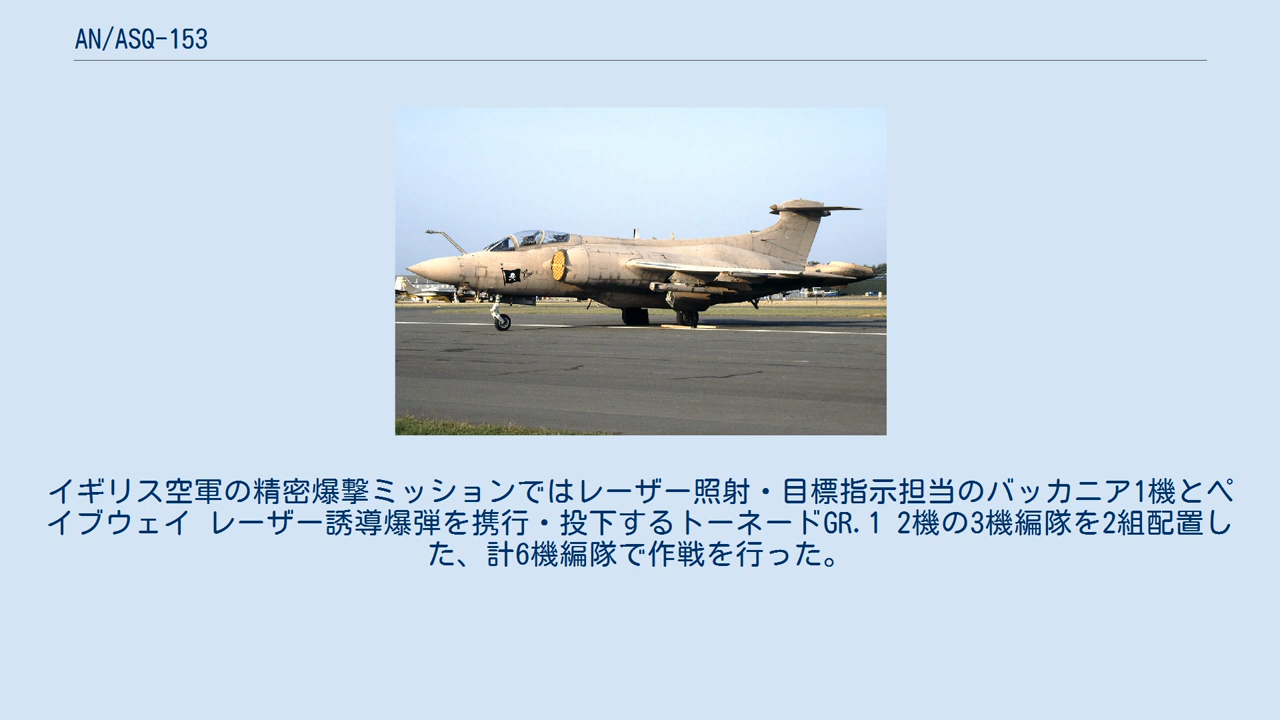 AN/ASQ-153
イギリス空軍の精密爆撃ミッションではレーザー照射・目標指示担当のバッカニア1機とペ
イブウェイ レーザー誘導爆弾を携行・投下するトーネードGR.1 2機の3機編隊を2組配置し
た、計6機編隊で作戦を行った。